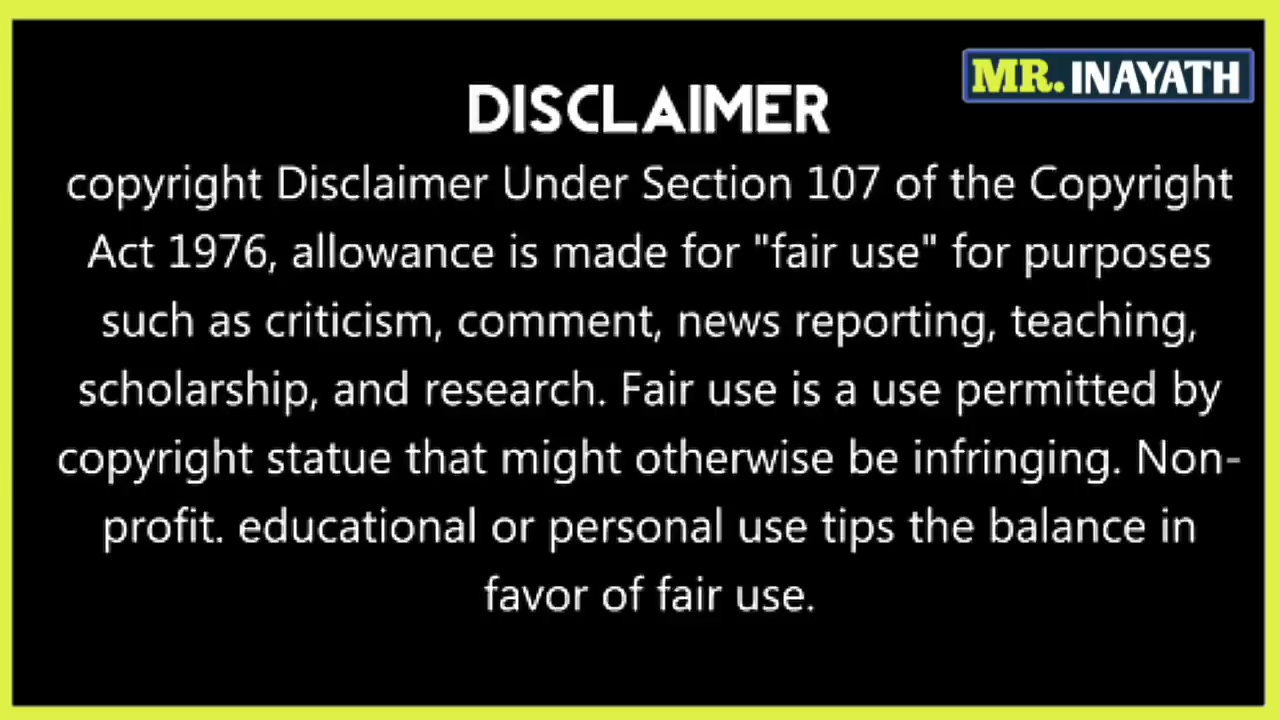 MR. INAYATH
DISCLAIMER
copyright Disclaimer Under Section 107 of the Copyright
Act 1976, allowance is made for "fair use" for purposes
such as criticism, comment, news reporting, teaching,
scholarship, and research. Fair use is a use permitted by
copyright statue that might otherwise be infringing. Non-
profit. educational or personal use tips the balance in
favor of fair use.